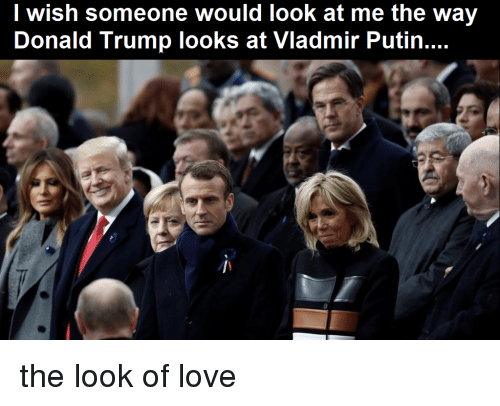 I wish someone would look at me the way
Donald Trump looks at Vladmir Putin....
the look of love